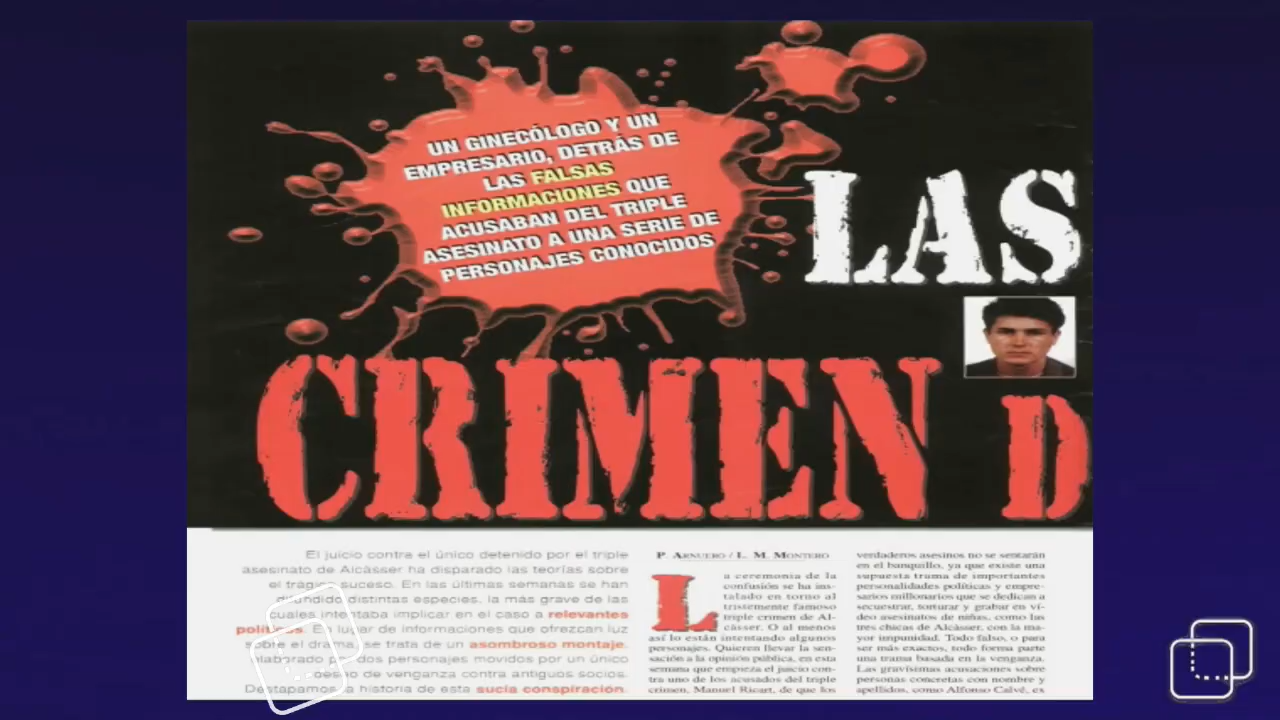 UN GINECÓLOGO Y UN
EMPRESARIO, DETRÁS DE
LAS FALSAS
INFORMACIONES QUE
ACUSABAN DEL TRIPLE
ASESINATO A UNA SERIE DE
PERSONAJES CONOCIDOS
LAS
CRIMEN D
El juicio contra el único detenido por el triple
asesinato de Alcàsser ha disparado las teorías sobre
el trágico suceso. En las últimas semanas se han
difundido distintas especies, la más grave de las
cuales intentaba implicar en el caso a relevantes
políticos. En lugar de informaciones que ofrezcan luz
sobre el drama, se trata de un asombroso montaje,
elaborado por dos personajes movidos por un único
deseo de venganza contra antiguos socios.
Destapamos la historia de esta sucia conspiración.
P. ARNUERO / L. M. MONTERO
La ceremonia de la
confusión se ha ins-
talado en torno al
tristemente famoso
triple crimen de Al-
càsser. O al menos
así lo están intentando algunos
personajes. Quieren llevar la sen-
sación a la opinión pública, en esta
semana que empieza el juicio con-
tra uno de los acusados del triple
crimen, Manuel Ricart, de que los
verdaderos asesinos no se sentarán
en el banquillo, ya que existe una
supuesta trama de importantes
personalidades políticas y empre-
sarios millonarios que se dedican a
secuestrar, torturar y grabar en ví-
deo asesinatos de niñas, como las
tres chicas de Alcàsser, con la ma-
yor impunidad. Todo falso, o para
ser más exactos, todo forma parte
una trama basada en la venganza.
Las gravísimas acusaciones sobre
personas concretas con nombre y
apellidos, como Alfonso Calvé, ex